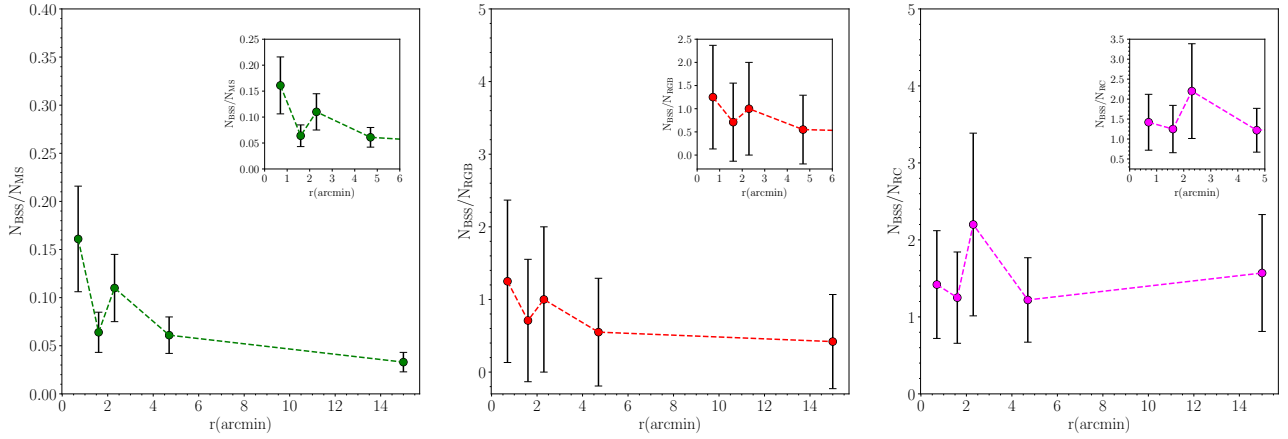 0.40
0.35
0.30
0.25
0.20
0.15
0.10
0.05
0.00
N_BSS/N_MS
0 2 4 6 8 10 12 14
r(arcmin)
0.25
0.20
0.15
0.10
0.05
0.00
N_BSS/N_MS
0 1 2 3 4 5 6
r(arcmin)
5
4
3
2
1
0
N_BSS/N_RGB
0 2 4 6 8 10 12 14
r(arcmin)
2.5
2.0
1.5
1.0
0.5
0.0
N_BSS/N_RGB
0 1 2 3 4 5 6
r(arcmin)
5
4
3
2
1
0
N_BSS/N_RC
0 2 4 6 8 10 12 14
r(arcmin)
3.5
3.0
2.5
2.0
1.5
1.0
0.5
N_BSS/N_RC
0 1 2 3 4 5
r(arcmin)